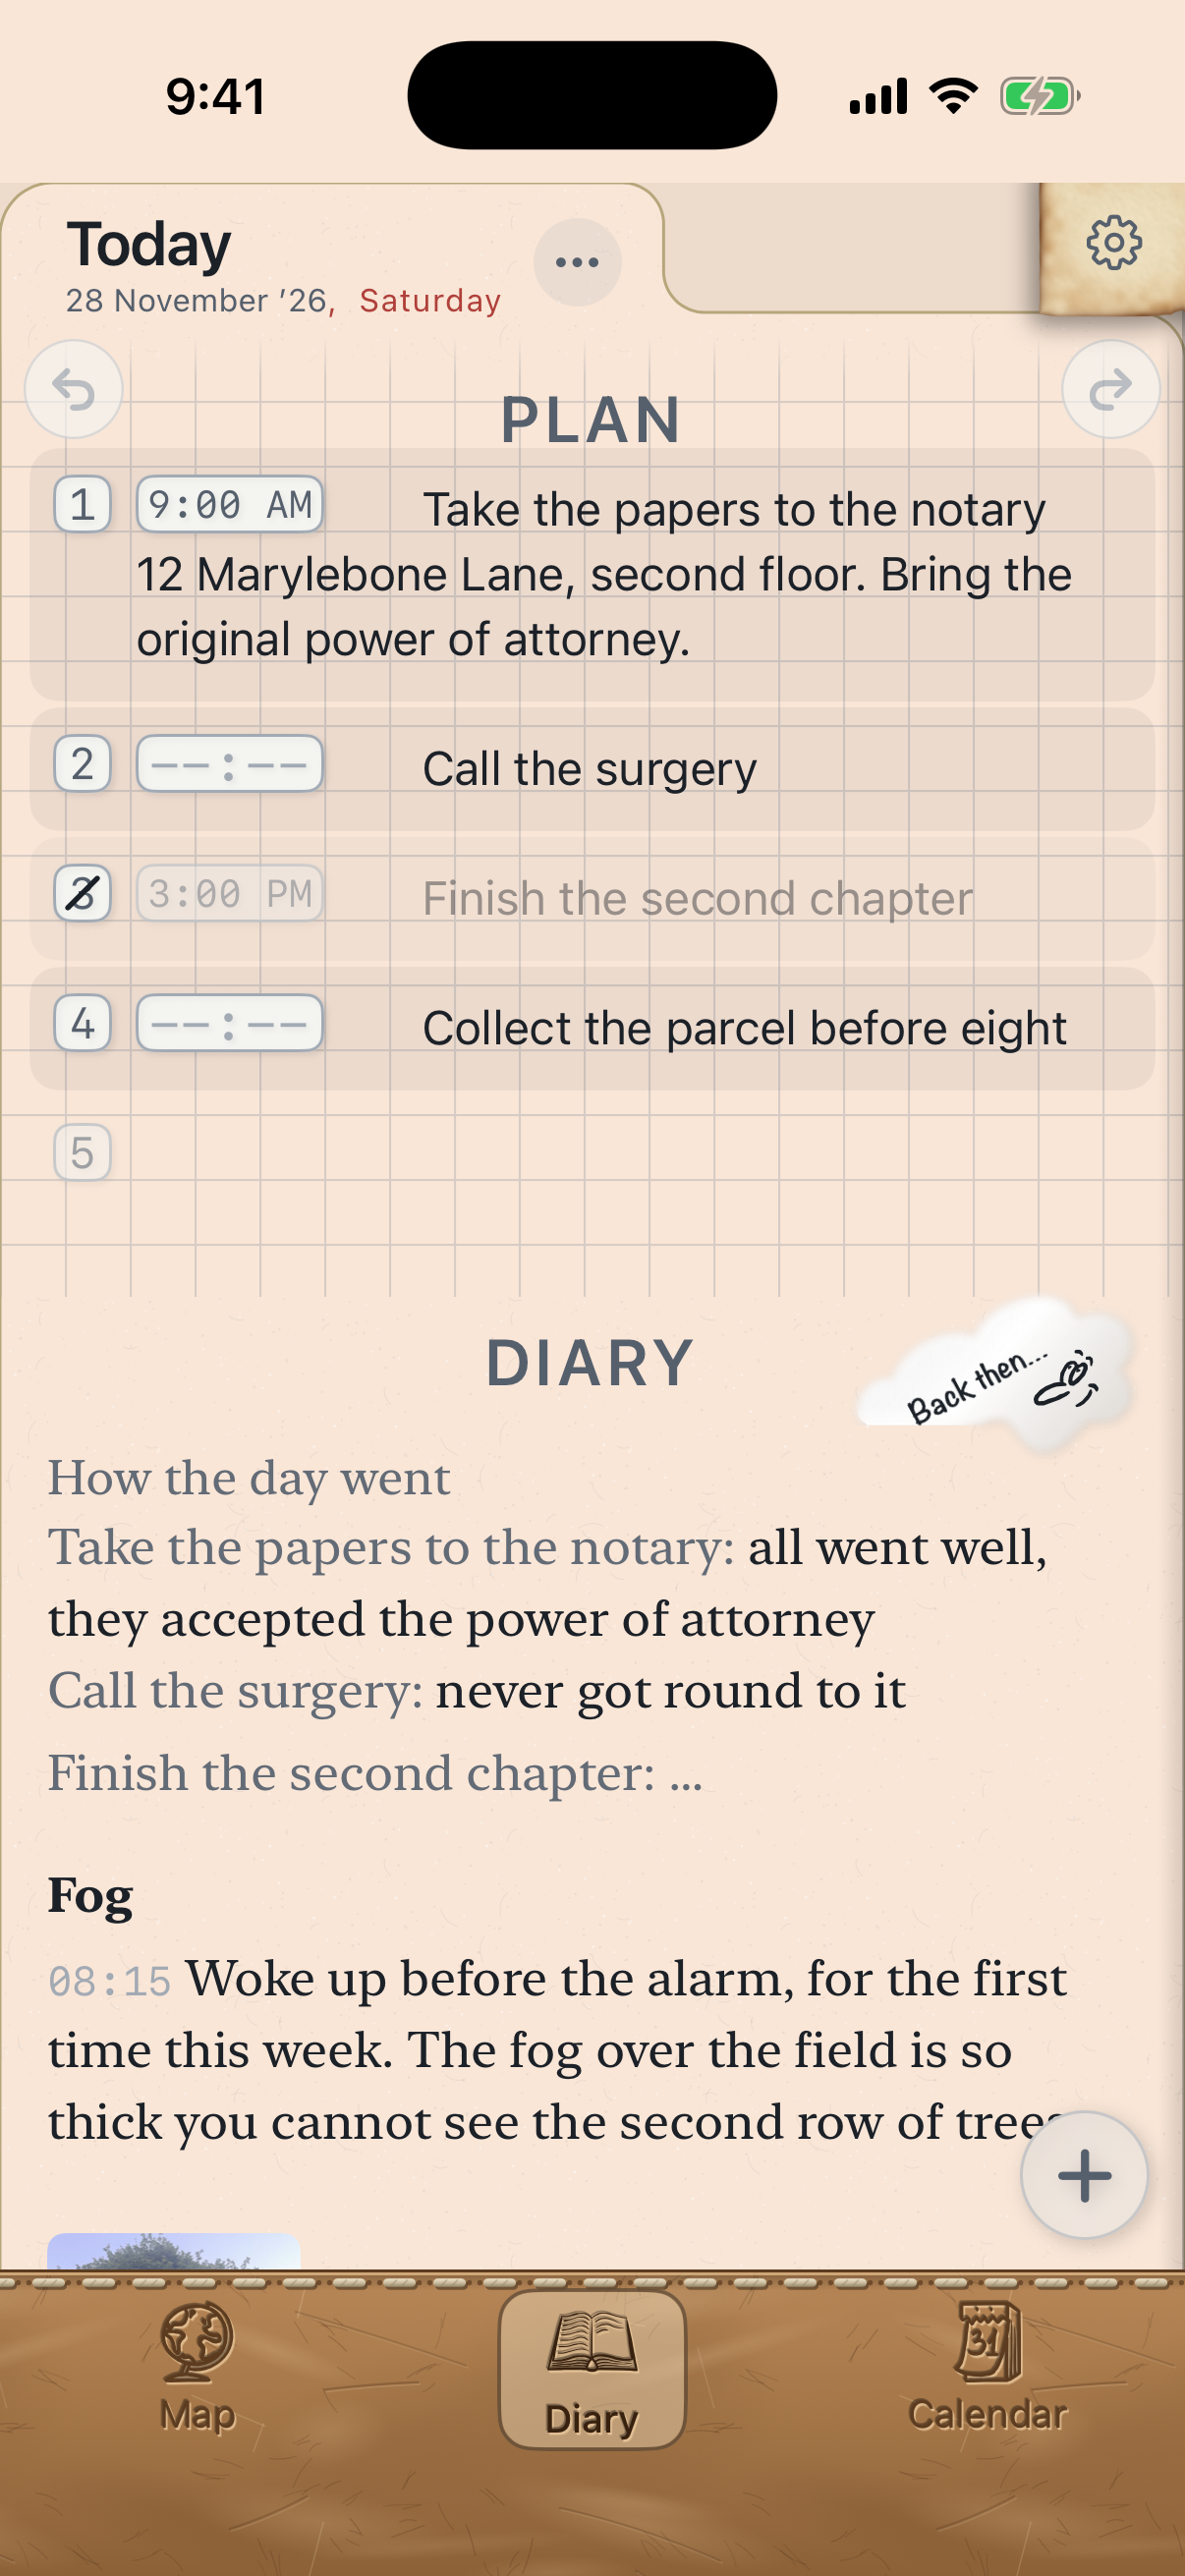 9:41
Today
28 November ’26, Saturday
PLAN
1 9:00 AM Take the papers to the notary
12 Marylebone Lane, second floor. Bring the
original power of attorney.
2 --:-- Call the surgery
3 3:00 PM Finish the second chapter
4 --:-- Collect the parcel before eight
5
DIARY
Back then...
How the day went
Take the papers to the notary: all went well,
they accepted the power of attorney
Call the surgery: never got round to it
Finish the second chapter: ...
Fog
08:15 Woke up before the alarm, for the first
time this week. The fog over the field is so
thick you cannot see the second row of trees
31
Map
Diary
Calendar